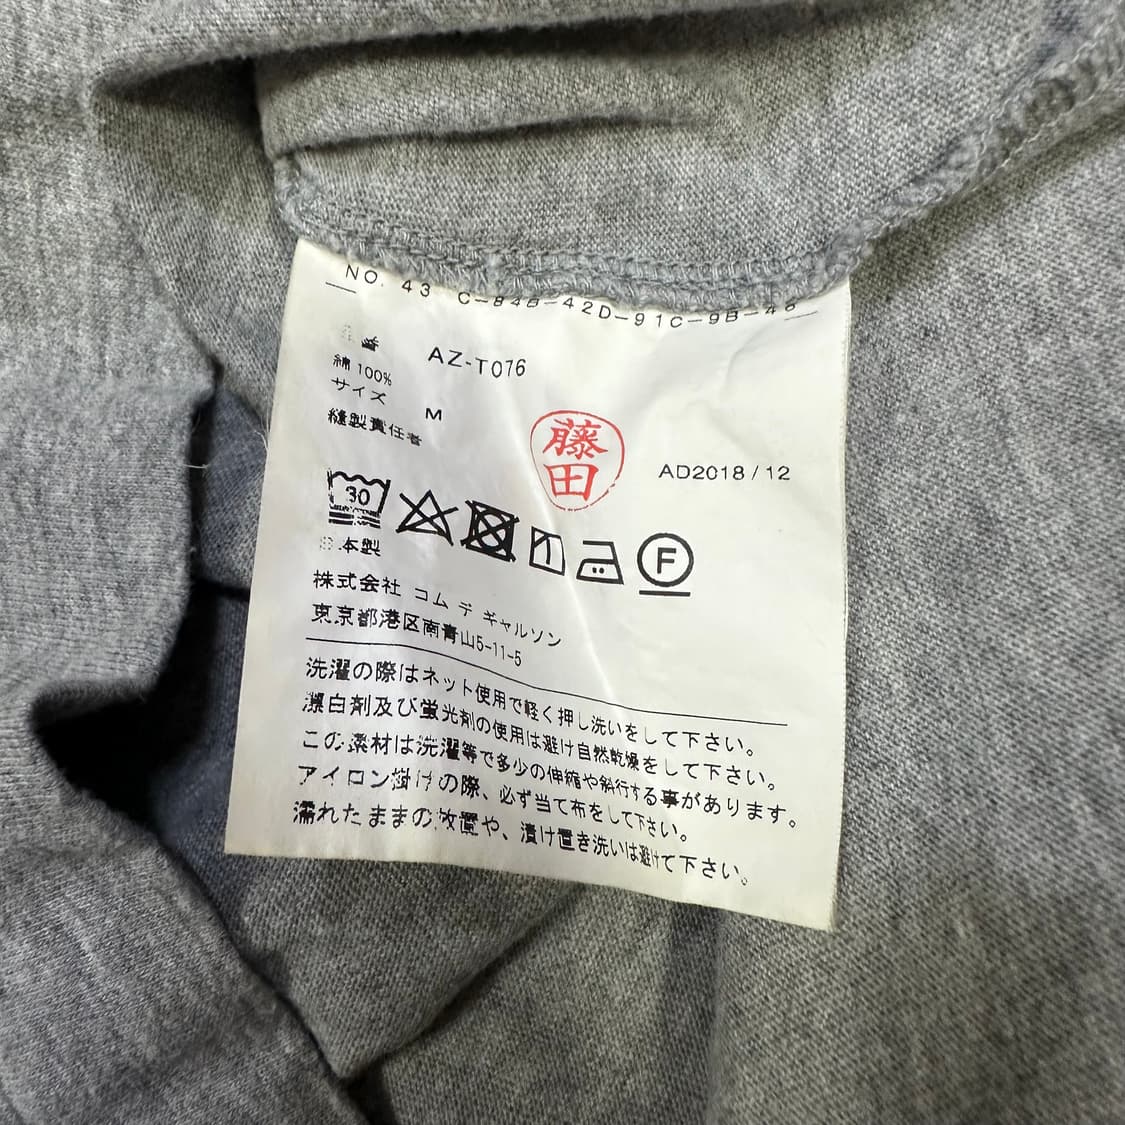 NO. 43 C-84B-42D-91C-9B-48
番 AZ-T076
綿 100%
サイズ M
縫製責任者
藤田
AD2018/12
30
F
日本製
株式会社 コム デ ギャルソン
東京都港区南青山5-11-5
洗濯の際はネット使用で軽く押し洗いをして下さい。
漂白剤及び蛍光剤の使用は避け自然乾燥をして下さい。
この素材は洗濯等で多少の伸縮や斜行する事があります。
アイロン掛けの際、必ず当て布をして下さい。
濡れたままの放置や、漬け置き洗いは避けて下さい。